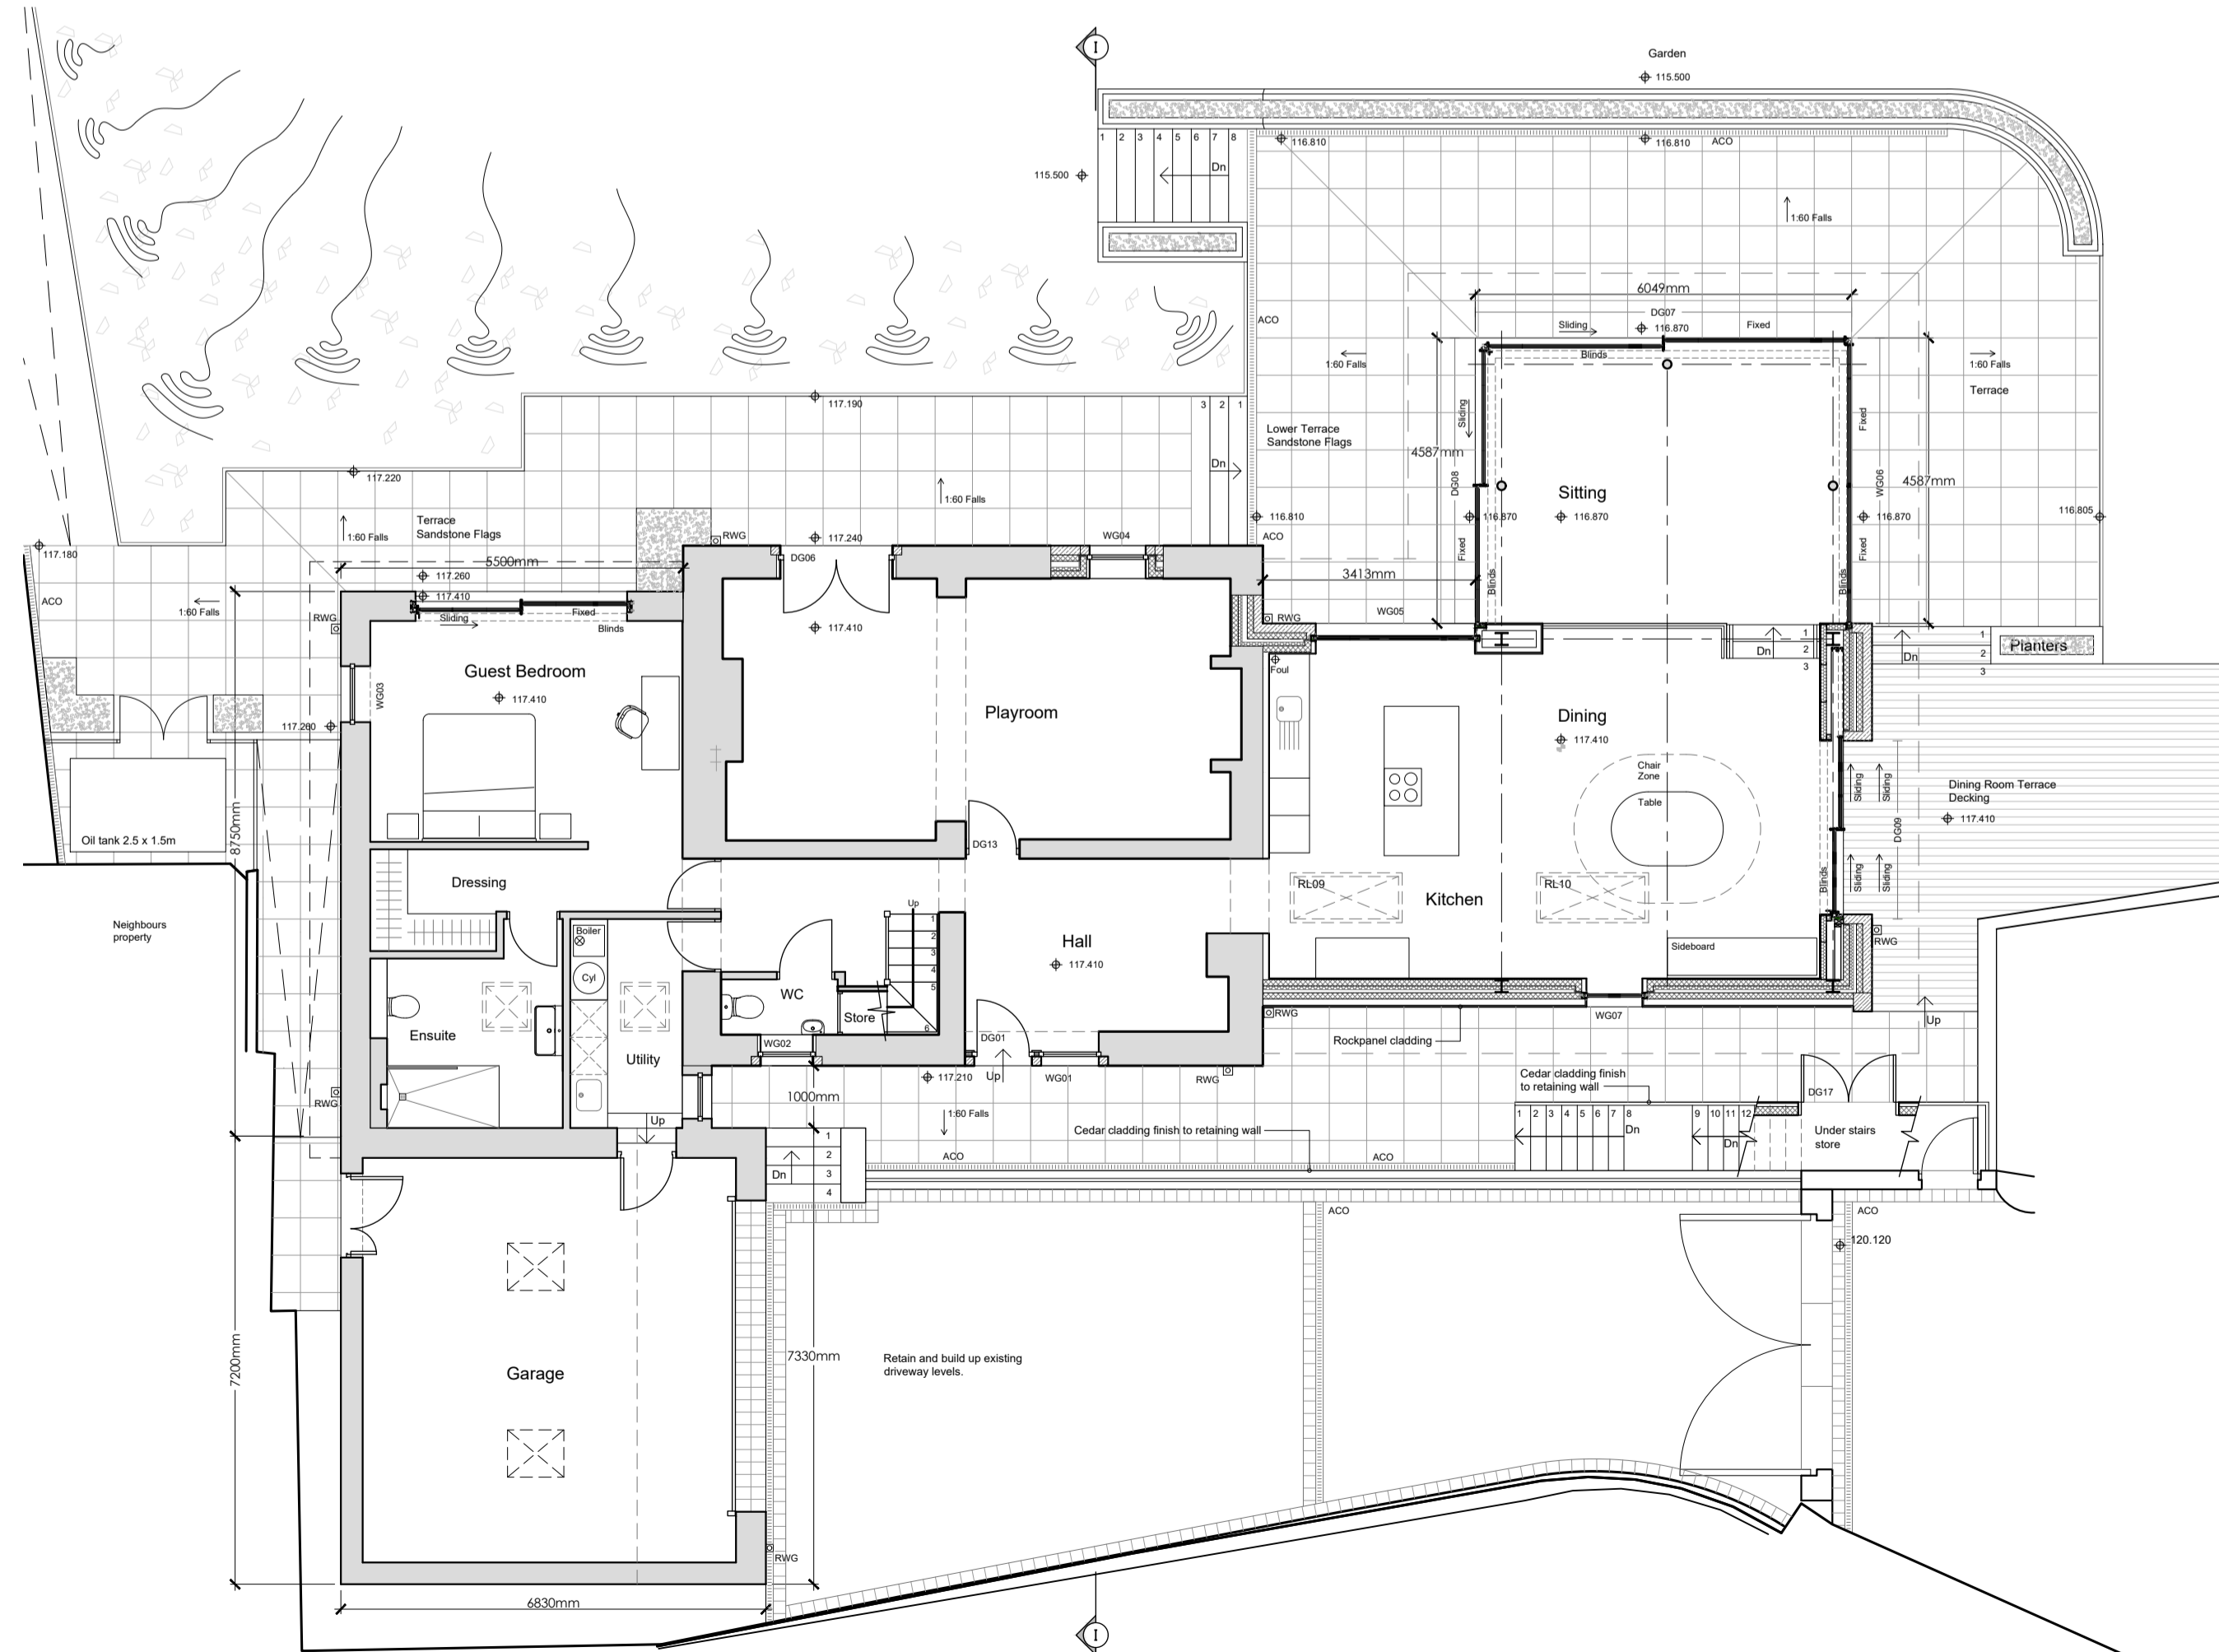 I
Garden
115.500
1 2 3 4 5 6 7 8
Dn
115.500
116.810
116.810
ACO
1:60 Falls
6049mm
DG07
Sliding
116.870
Fixed
Blinds
ACO
1:60 Falls
1:60 Falls
Terrace
Lower Terrace
Sandstone Flags
Sliding
4587mm
DG08
Fixed
Blinds
Sitting
116.870
116.870
116.810
ACO
Fixed
Fixed
WG06
4587mm
Blinds
116.870
116.805
117.190
3 2 1
Dn
117.220
1:60 Falls
1:60 Falls
Terrace
Sandstone Flags
117.180
ACO
1:60 Falls
5500mm
117.260
117.410
RWG
117.240
DG06
WG04
3413mm
WG05
RWG
RWG
Sliding
Fixed
Blinds
117.410
Foul
Dn
1
2
3
Dn
1
2
3
Planters
Guest Bedroom
117.410
WG03
117.260
Playroom
Dining
117.410
Chair
Zone
Table
Sliding
Sliding
Sliding
Sliding
DG09
Blinds
Dining Room Terrace
Decking
117.410
Oil tank 2.5 x 1.5m
8750mm
DG13
Dressing
RL09
RL10
Kitchen
Neighbours
property
Up
1
2
3
4
5
6
Boiler
Cyl
Hall
117.410
Sideboard
RWG
WC
Store
Ensuite
Utility
WG02
DG01
Up
WG01
RWG
RWG
WG07
Rockpanel cladding
Up
RWG
117.210
1000mm
1:60 Falls
Cedar cladding finish
to retaining wall
DG17
Up
1
2
3
4
Dn
Cedar cladding finish to retaining wall
ACO
ACO
1 2 3 4 5 6 7 8
Dn
9 10 11 12
Dn
Under stairs
store
ACO
ACO
120.120
7200mm
Garage
7330mm
Retain and build up existing
driveway levels.
RWG
6830mm
I